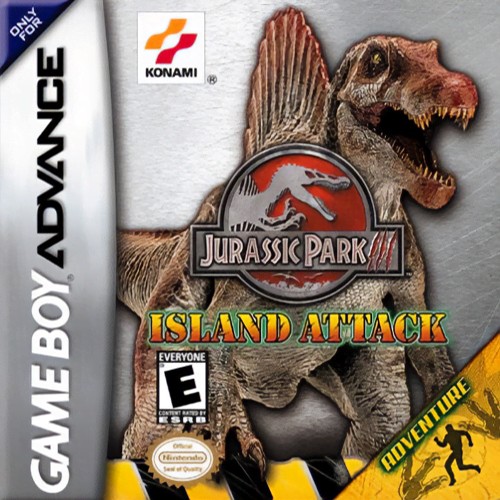 ONLY
FOR
GAME BOY ADVANCE
KONAMI®
JURASSIC PARK III
ISLAND ATTACK
EVERYONE
E
CONTENT RATED BY
ESRB
Official
Nintendo
Seal of Quality
ADVENTURE